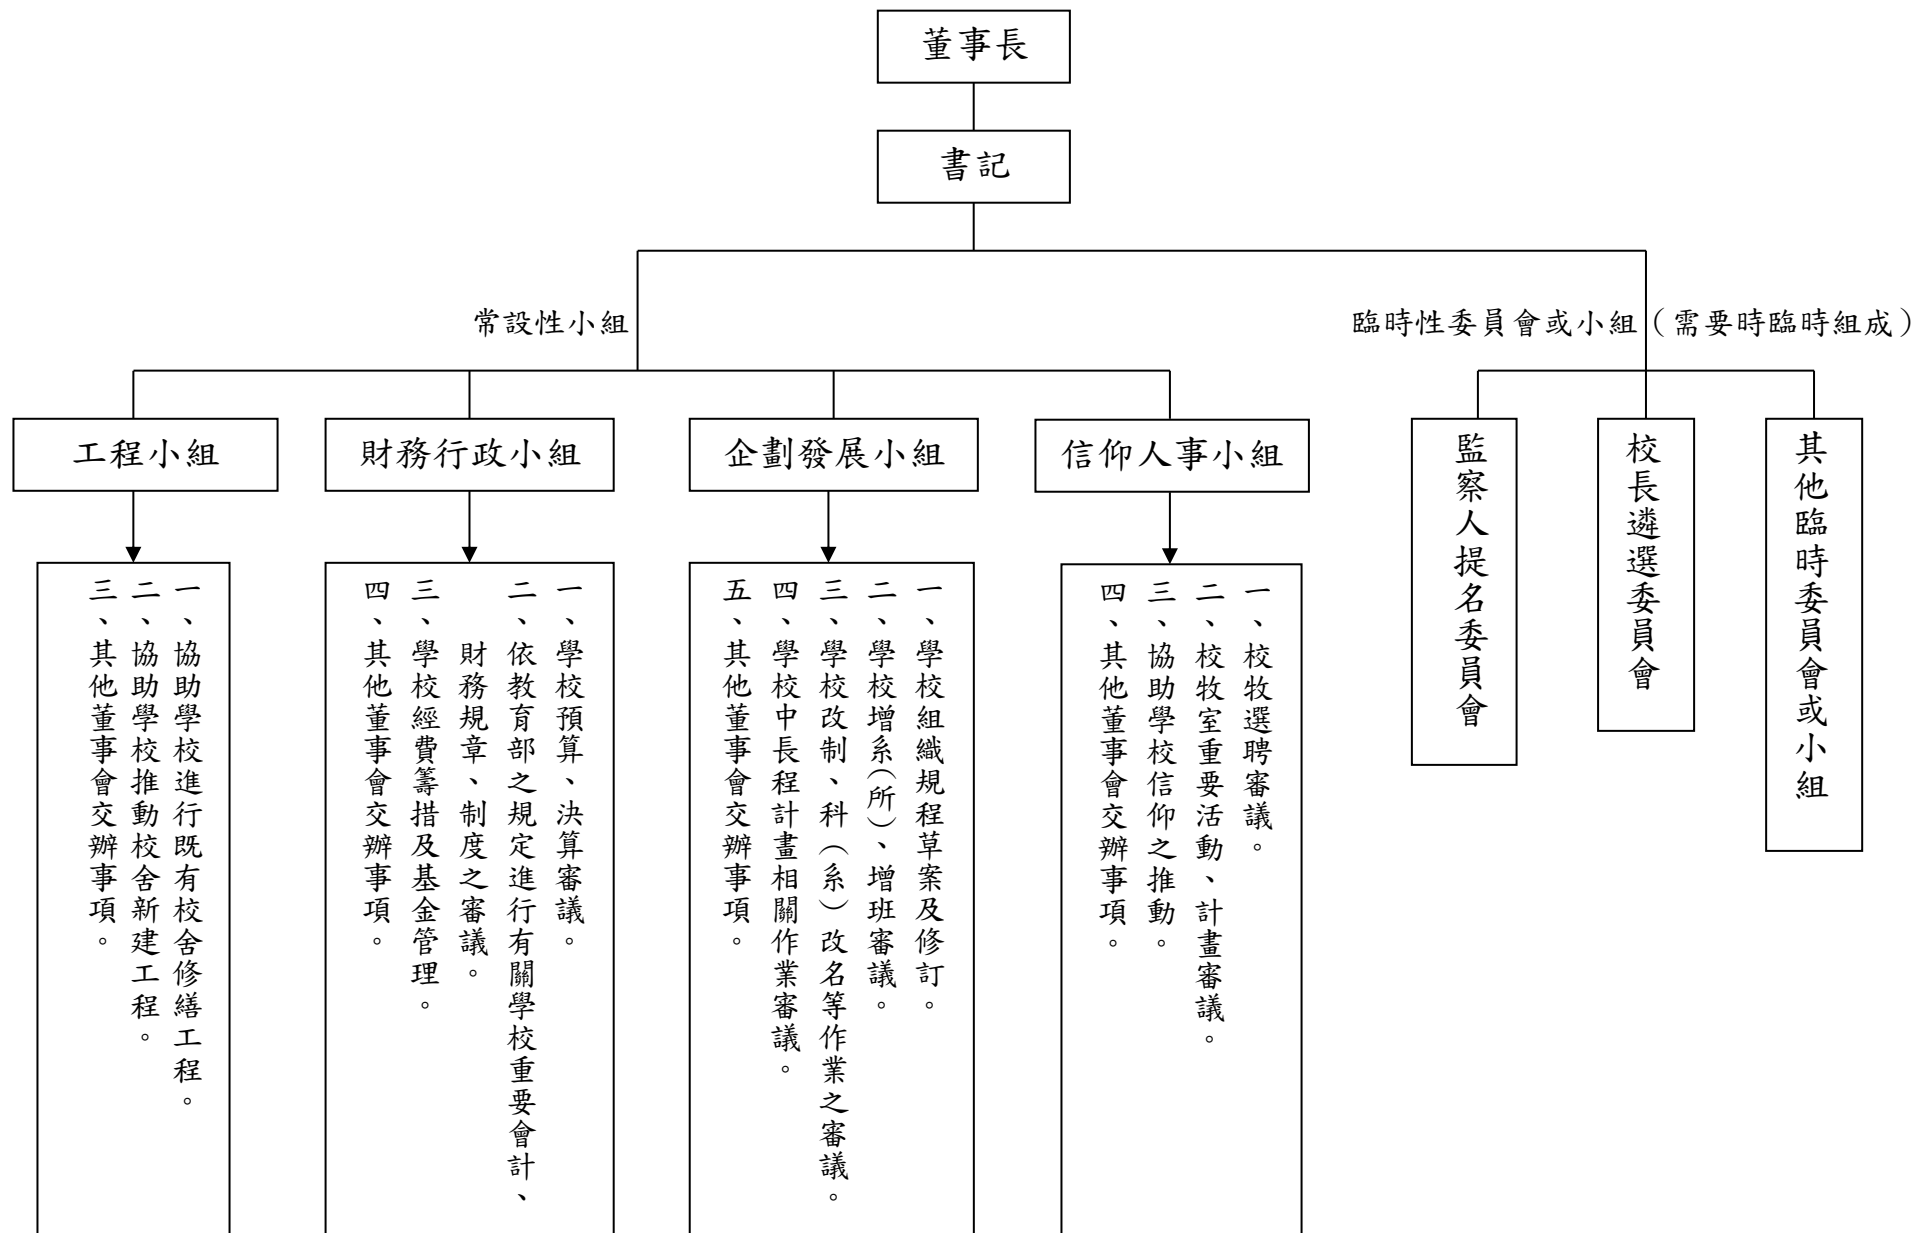 董事長
書記
常設性小組
臨時性委員會或小組（需要時臨時組成）
工程小組
財務行政小組
企劃發展小組
信仰人事小組
監察人提名委員會
校長遴選委員會
其他臨時委員會或小組
一、協助學校進行既有校舍修繕工程。
二、協助學校推動校舍新建工程。
三、其他董事會交辦事項。
一、學校預算、決算審議。
二、依教育部之規定進行有關學校重要會計、
財務規章、制度之審議。
三、學校經費籌措及基金管理。
四、其他董事會交辦事項。
一、學校組織規程草案及修訂。
二、學校增系（所）、增班審議。
三、學校改制、科（系）改名等作業之審議。
四、學校中長程計畫相關作業審議。
五、其他董事會交辦事項。
一、校牧選聘審議。
二、校牧室重要活動、計畫審議。
三、協助學校信仰之推動。
四、其他董事會交辦事項。